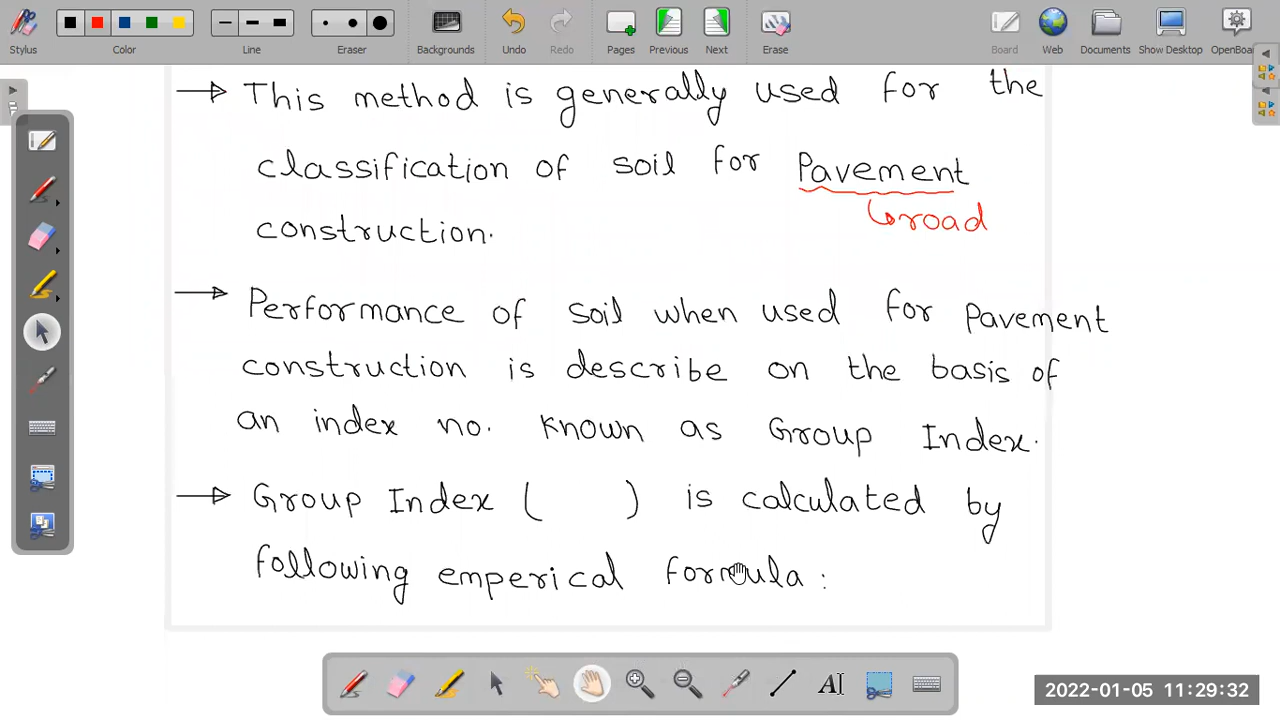 Stylus
Color
Line
Eraser
Backgrounds
Undo
Redo
Pages
Previous
Next
Erase
Board
Web
Documents
Show Desktop
OpenBoard
→ This method is generally used for the
classification of soil for Pavement
road
construction.
→ Performance of soil when used for pavement
construction is describe on the basis of
an index no. known as Group Index.
→ Group Index ( ) is calculated by
following emperical formula :
AI
2022-01-05 11:29:32